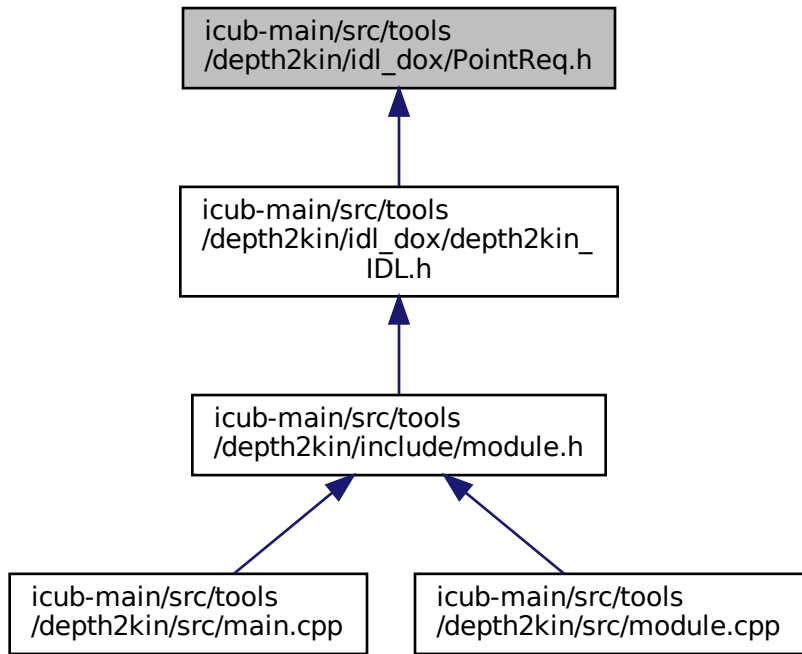 icub-main/src/tools
/depth2kin/idl_dox/PointReq.h
icub-main/src/tools
/depth2kin/idl_dox/depth2kin_
IDL.h
icub-main/src/tools
/depth2kin/include/module.h
icub-main/src/tools
/depth2kin/src/main.cpp
icub-main/src/tools
/depth2kin/src/module.cpp